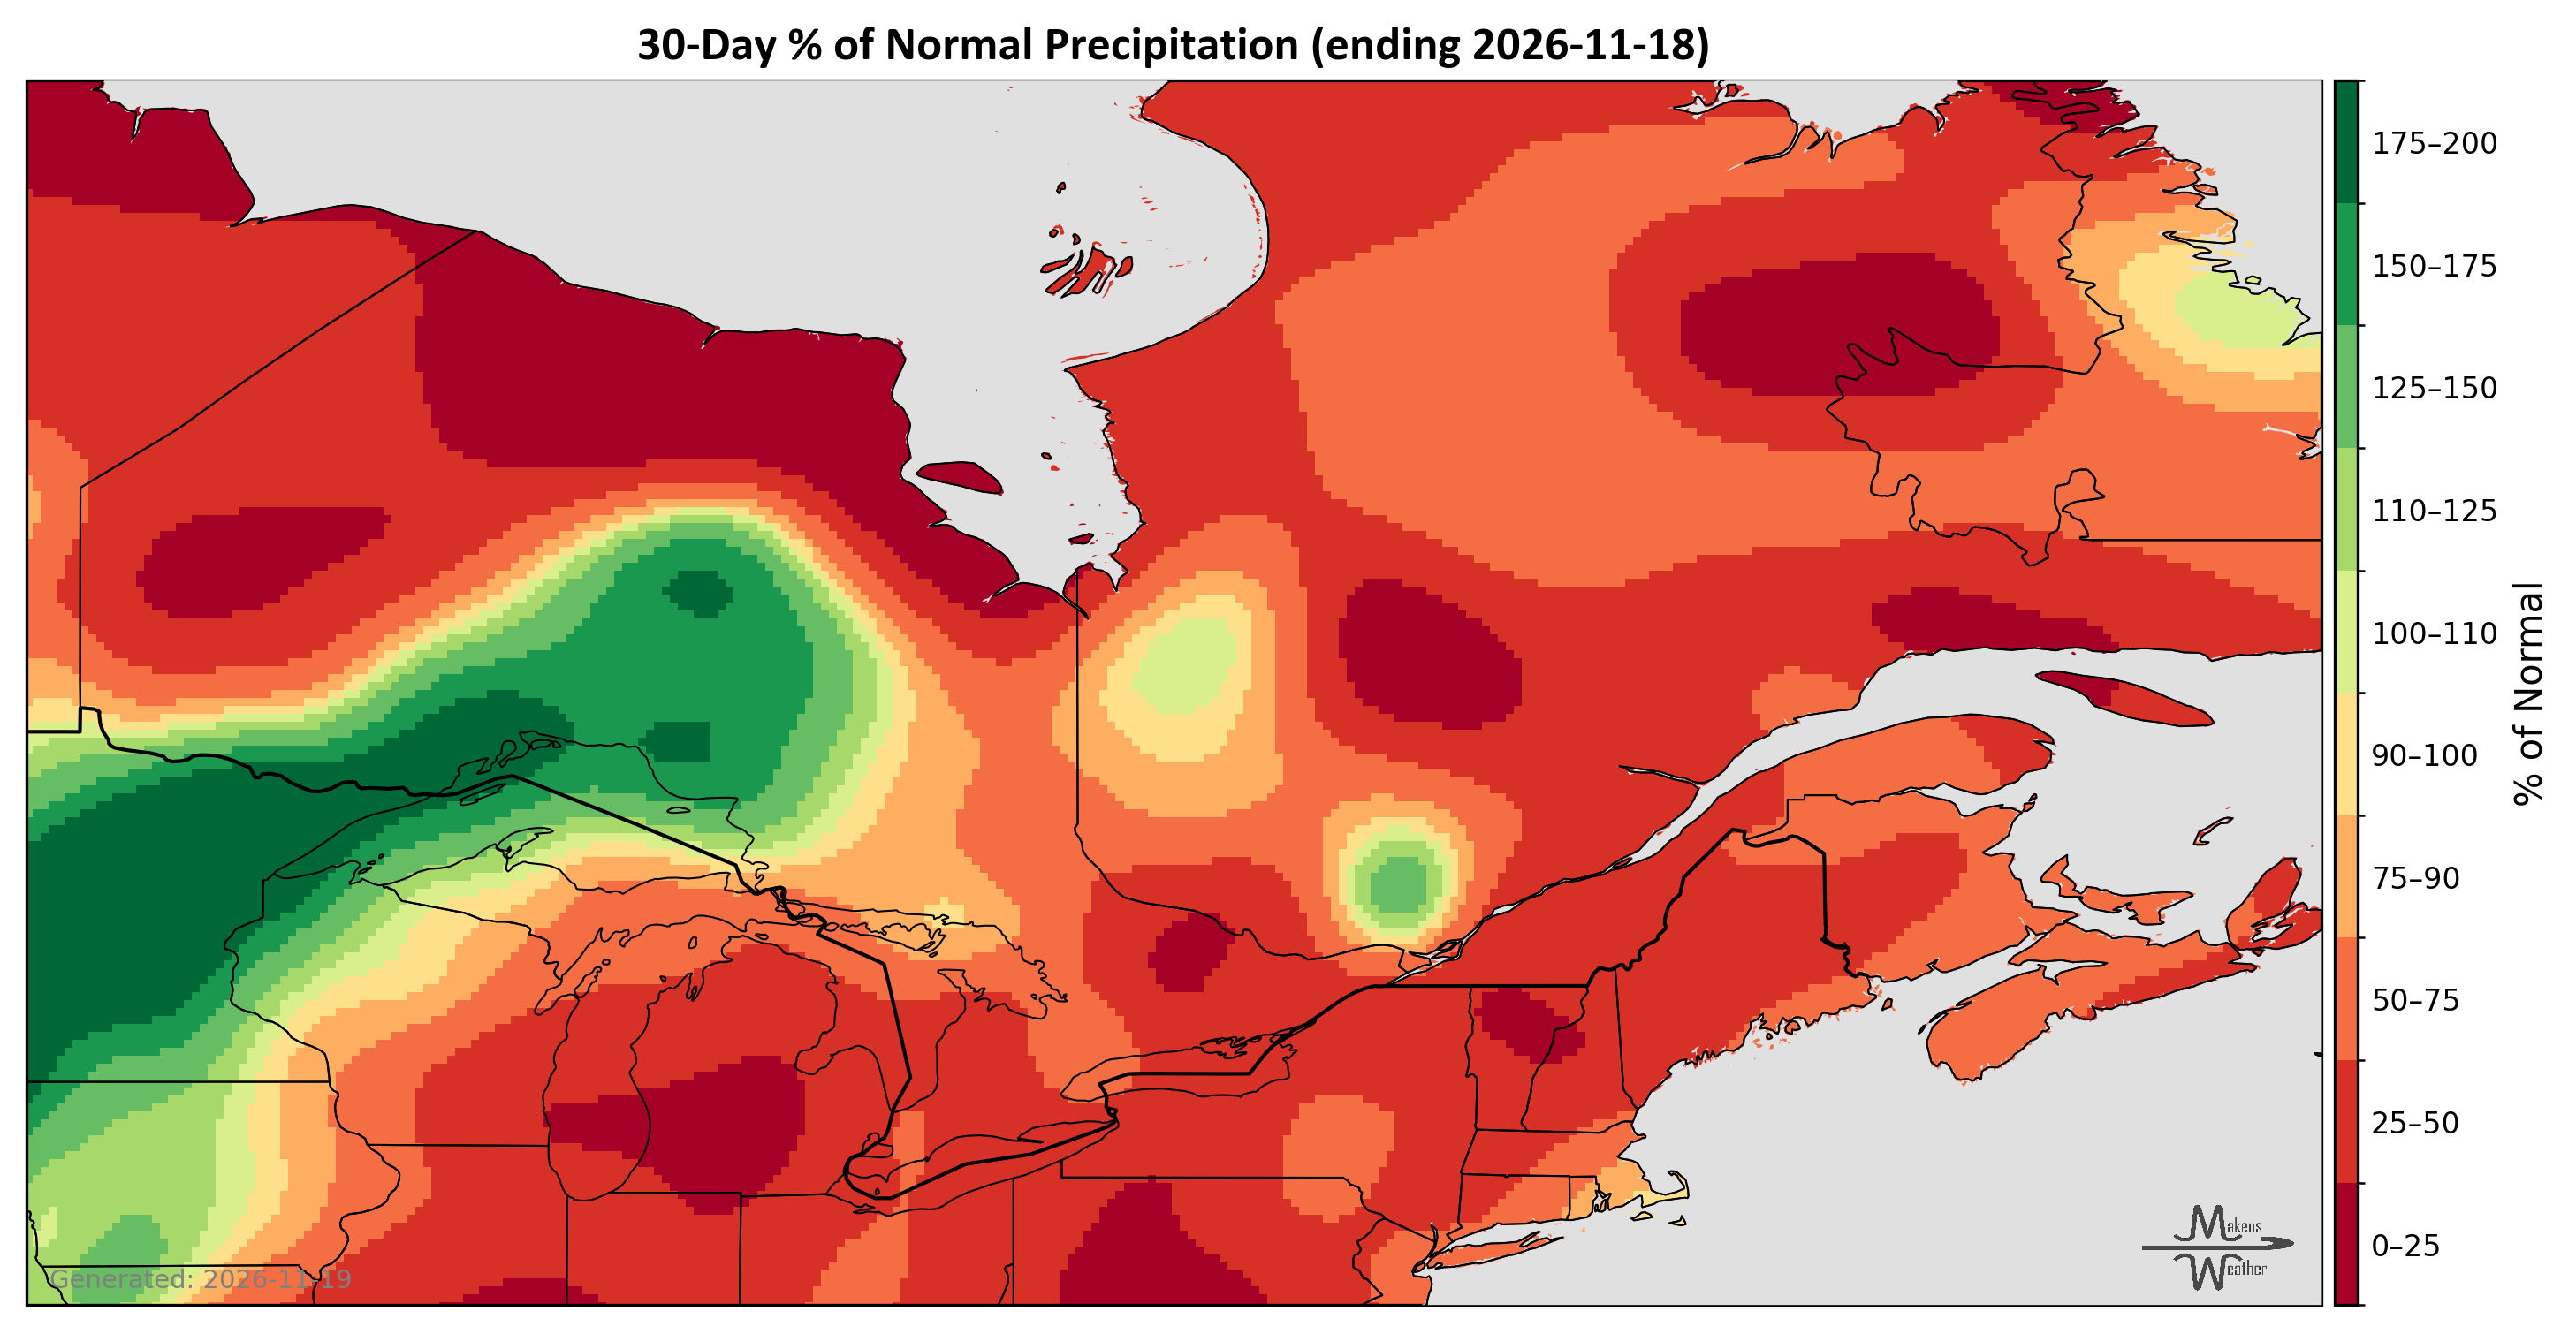 30-Day % of Normal Precipitation (ending 2026-11-18)
175–200
150–175
125–150
110–125
100–110
90–100
75–90
50–75
25–50
0–25
% of Normal
Makens
Weather
Generated: 2026-11-19